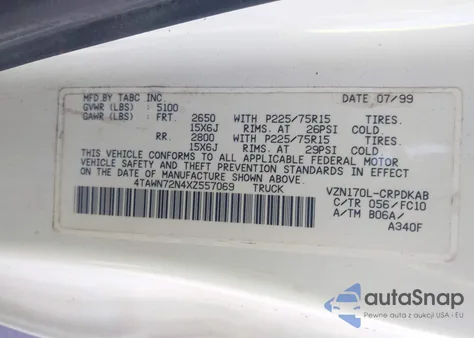 MFD BY TABC INC. DATE 07/99
GVWR (LBS) : 5100
GAWR (LBS) : FRT. 2650 WITH P225/75R15 TIRES.
15X6J RIMS. AT 26PSI COLD.
RR. 2800 WITH P225/75R15 TIRES.
15X6J RIMS. AT 29PSI COLD.
THIS VEHICLE CONFORMS TO ALL APPLICABLE FEDERAL MOTOR
VEHICLE SAFETY AND THEFT PREVENTION STANDARDS IN EFFECT
ON THE DATE OF MANUFACTURE SHOWN ABOVE.
4TAWN72N4XZ557069 TRUCK VZN170L-CRPDKAB
C/TR 056/FC10
A/TM B06A/
A340F
autoSnap
Pewne auto z aukcji USA i EU